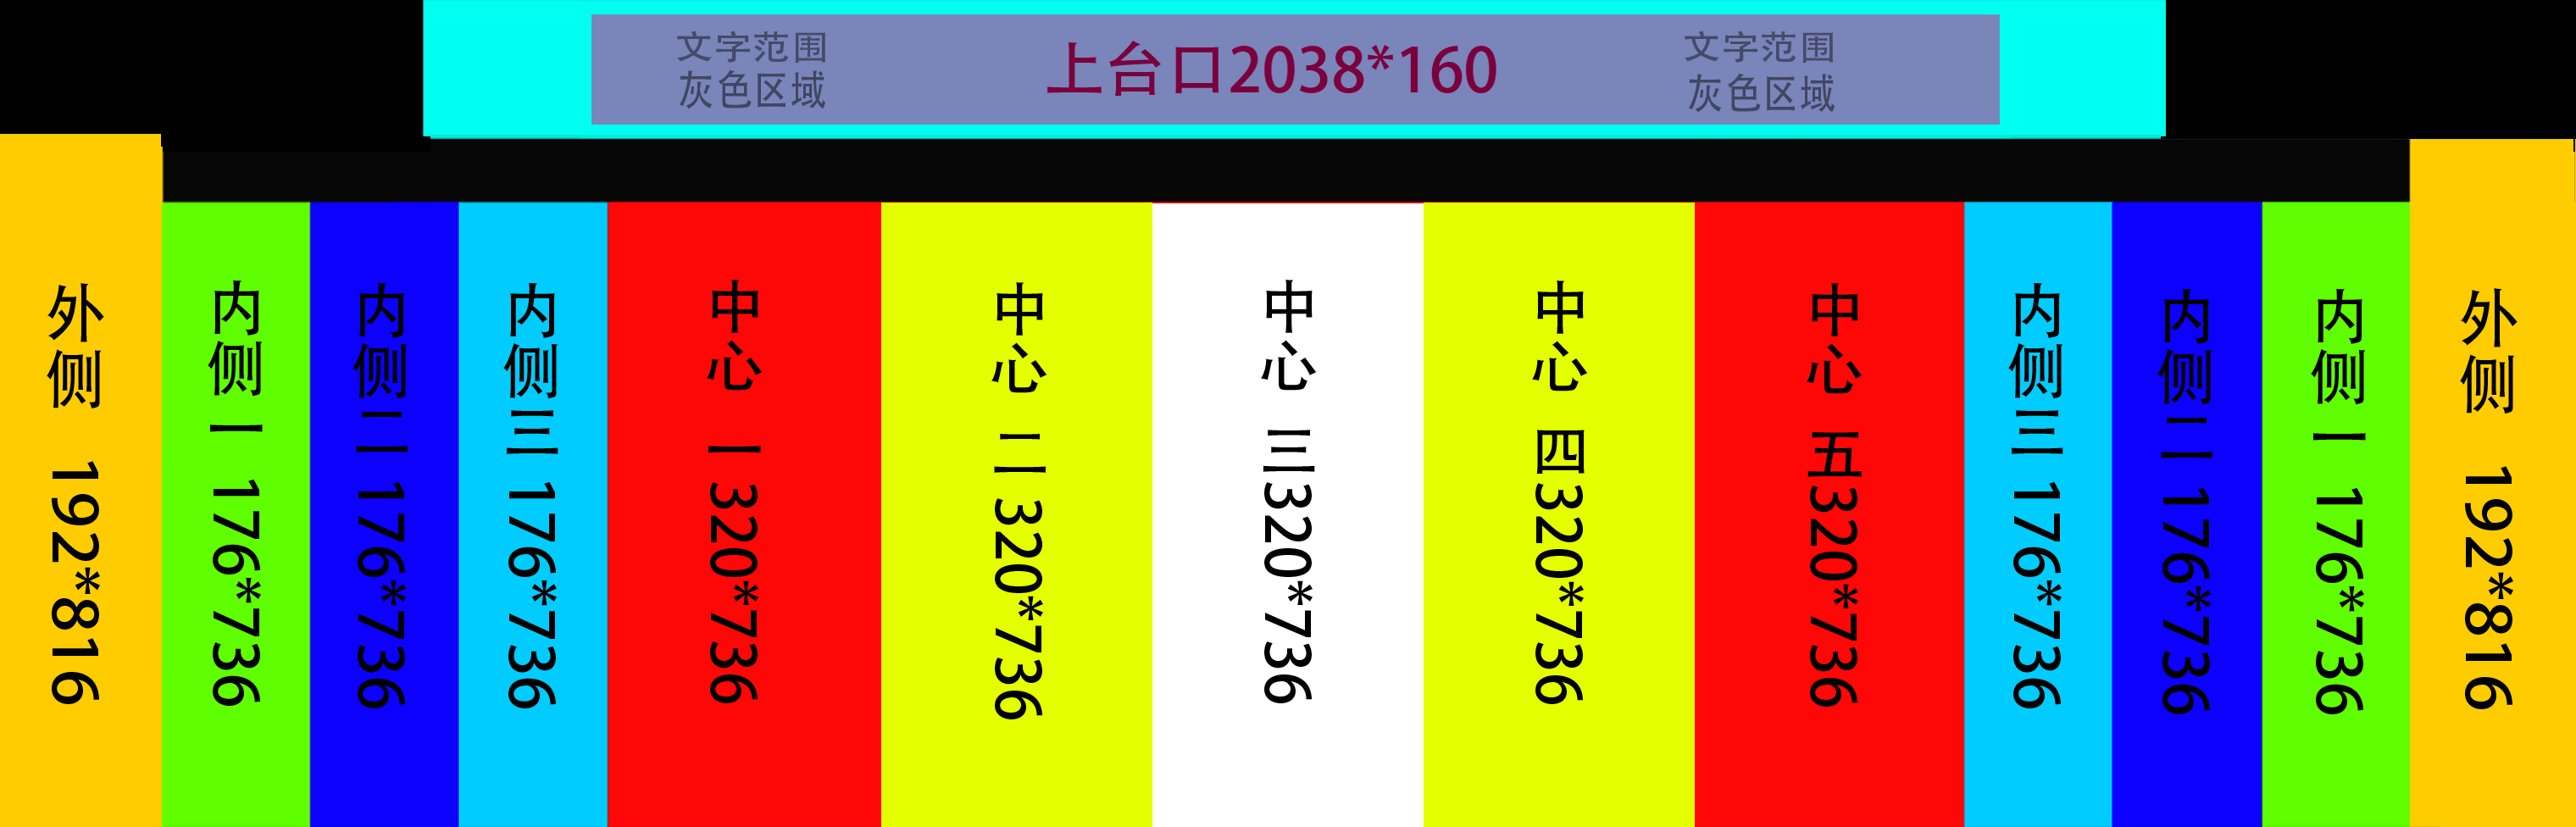 文字范围
灰色区域
上台口2038*160
文字范围
灰色区域
外侧 192*816
内侧一 176*736
内侧二 176*736
内侧三 176*736
中心 一 320*736
中心 二 320*736
中心 三320*736
中心 四320*736
中心 五320*736
内侧三 176*736
内侧二 176*736
内侧一 176*736
外侧 192*816